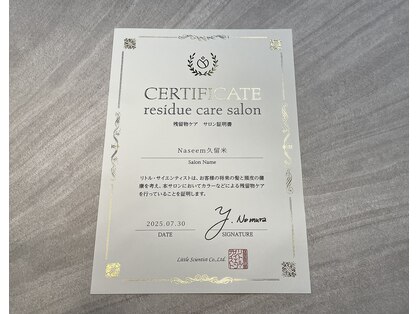 CERTIFICATE
residue care salon
残留物ケア　サロン証明書
Naseem久留米
Salon Name
リトル・サイエンティストは、お客様の将来の髪と頭皮の健
康を考え、本サロンにおいてカラーなどによる残留物ケア
を行っていることを証明します。
2025.07.30
DATE
Y. Nomura
SIGNATURE
Little Scientist Co.,Ltd.